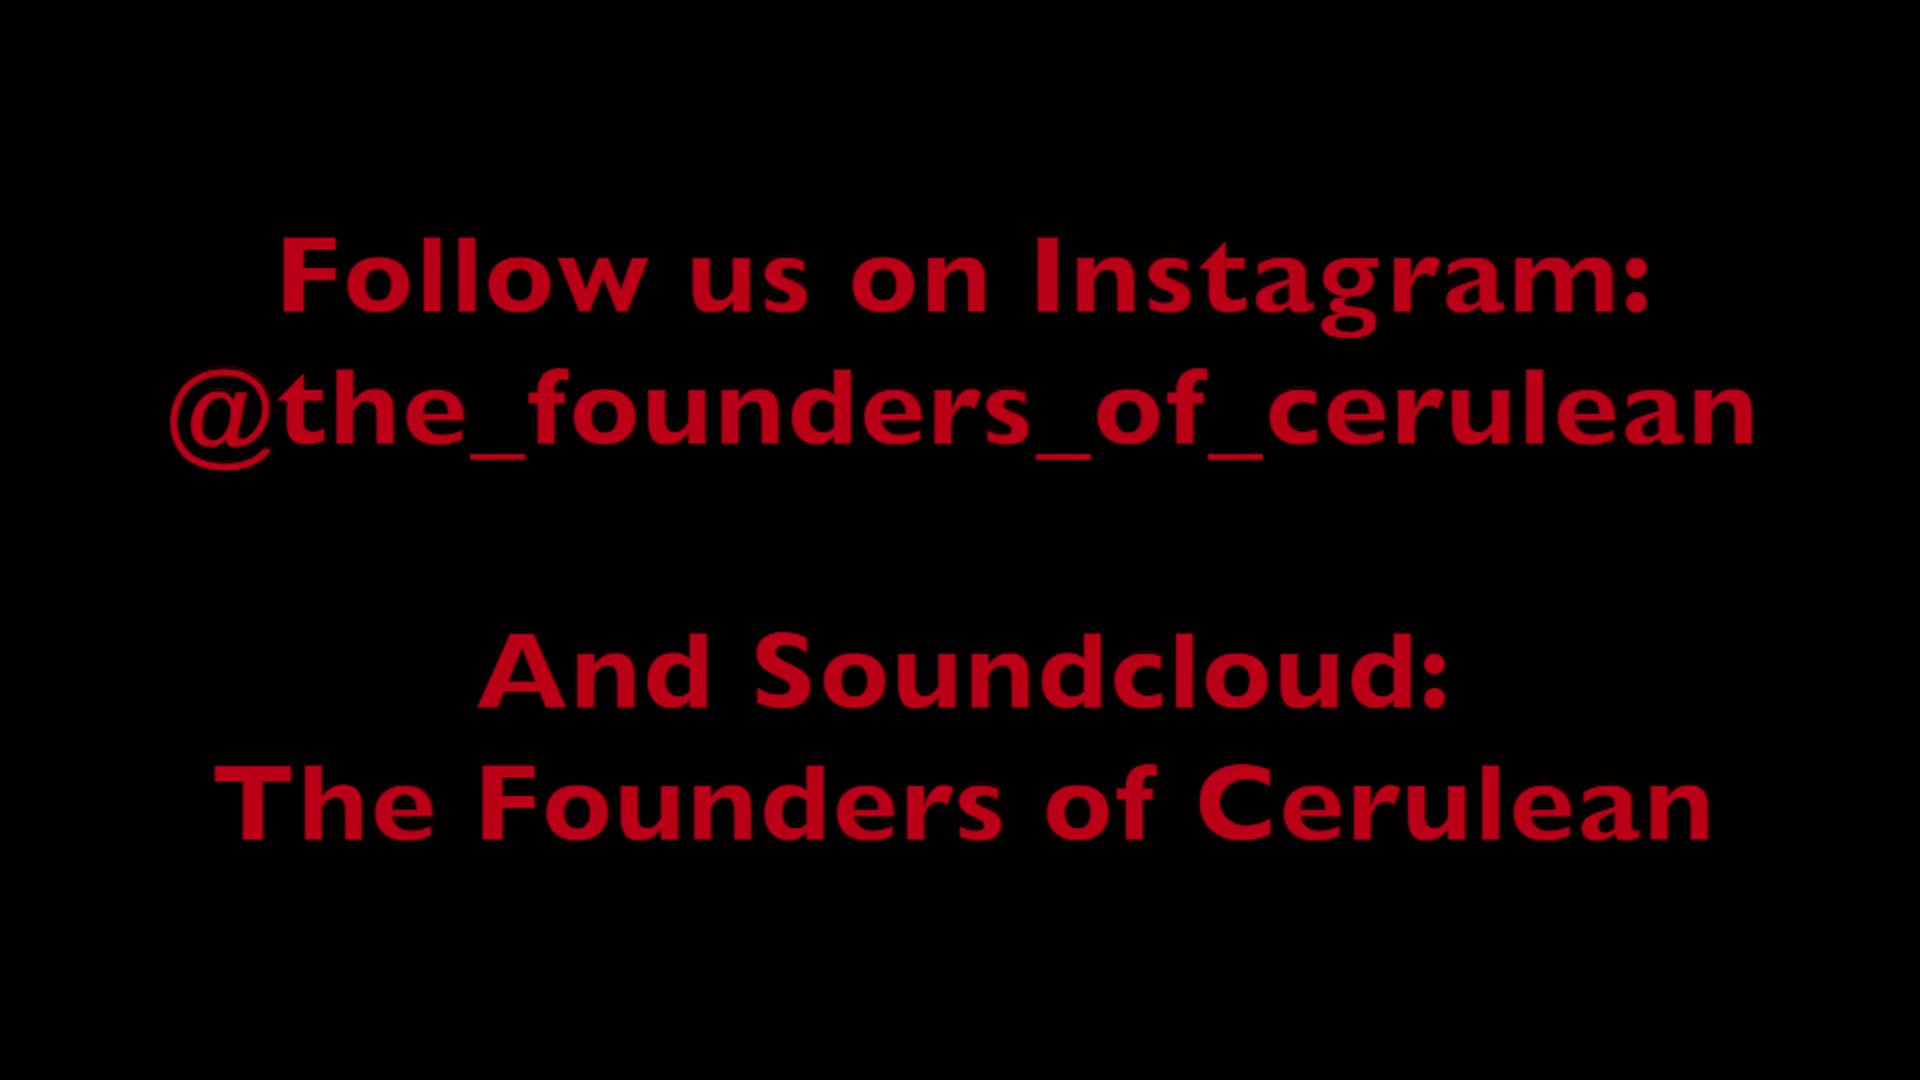 Follow us on Instagram:
@the_founders_of_cerulean
And Soundcloud:
The Founders of Cerulean